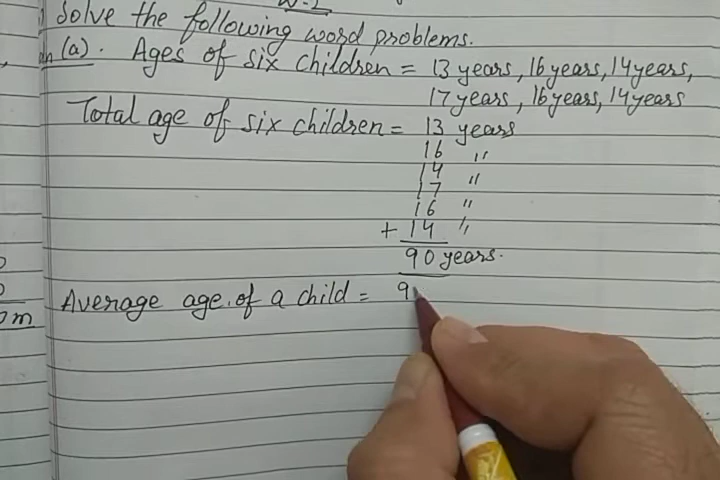 Solve the following word problems.
(a). Ages of six children = 13 years, 16 years, 14 years,
17 years, 16 years, 14 years
Total age of six children = 13 years
16 "
14
17 "
16 "
+ 14 "
90 years.
Average age of a child = 9
m